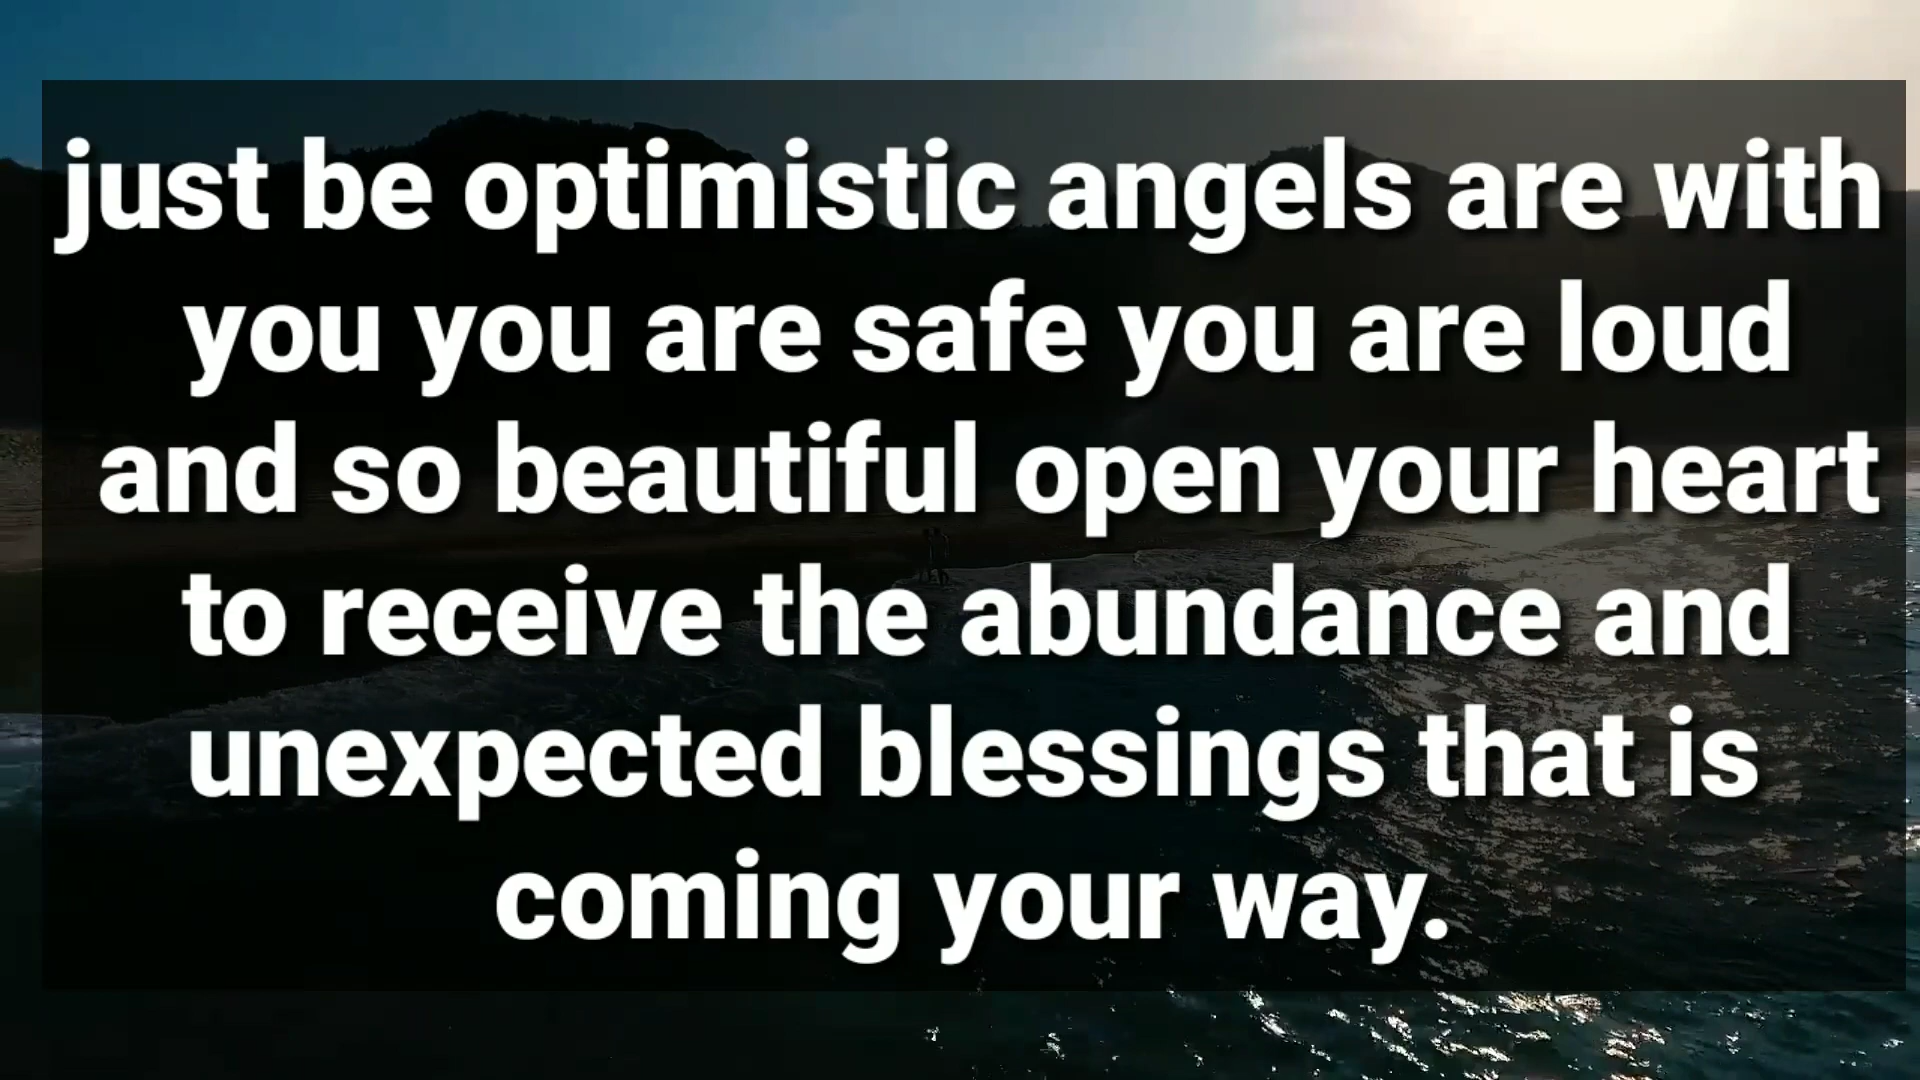 just be optimistic angels are with
you you are safe you are loud
and so beautiful open your heart
to receive the abundance and
unexpected blessings that is
coming your way.